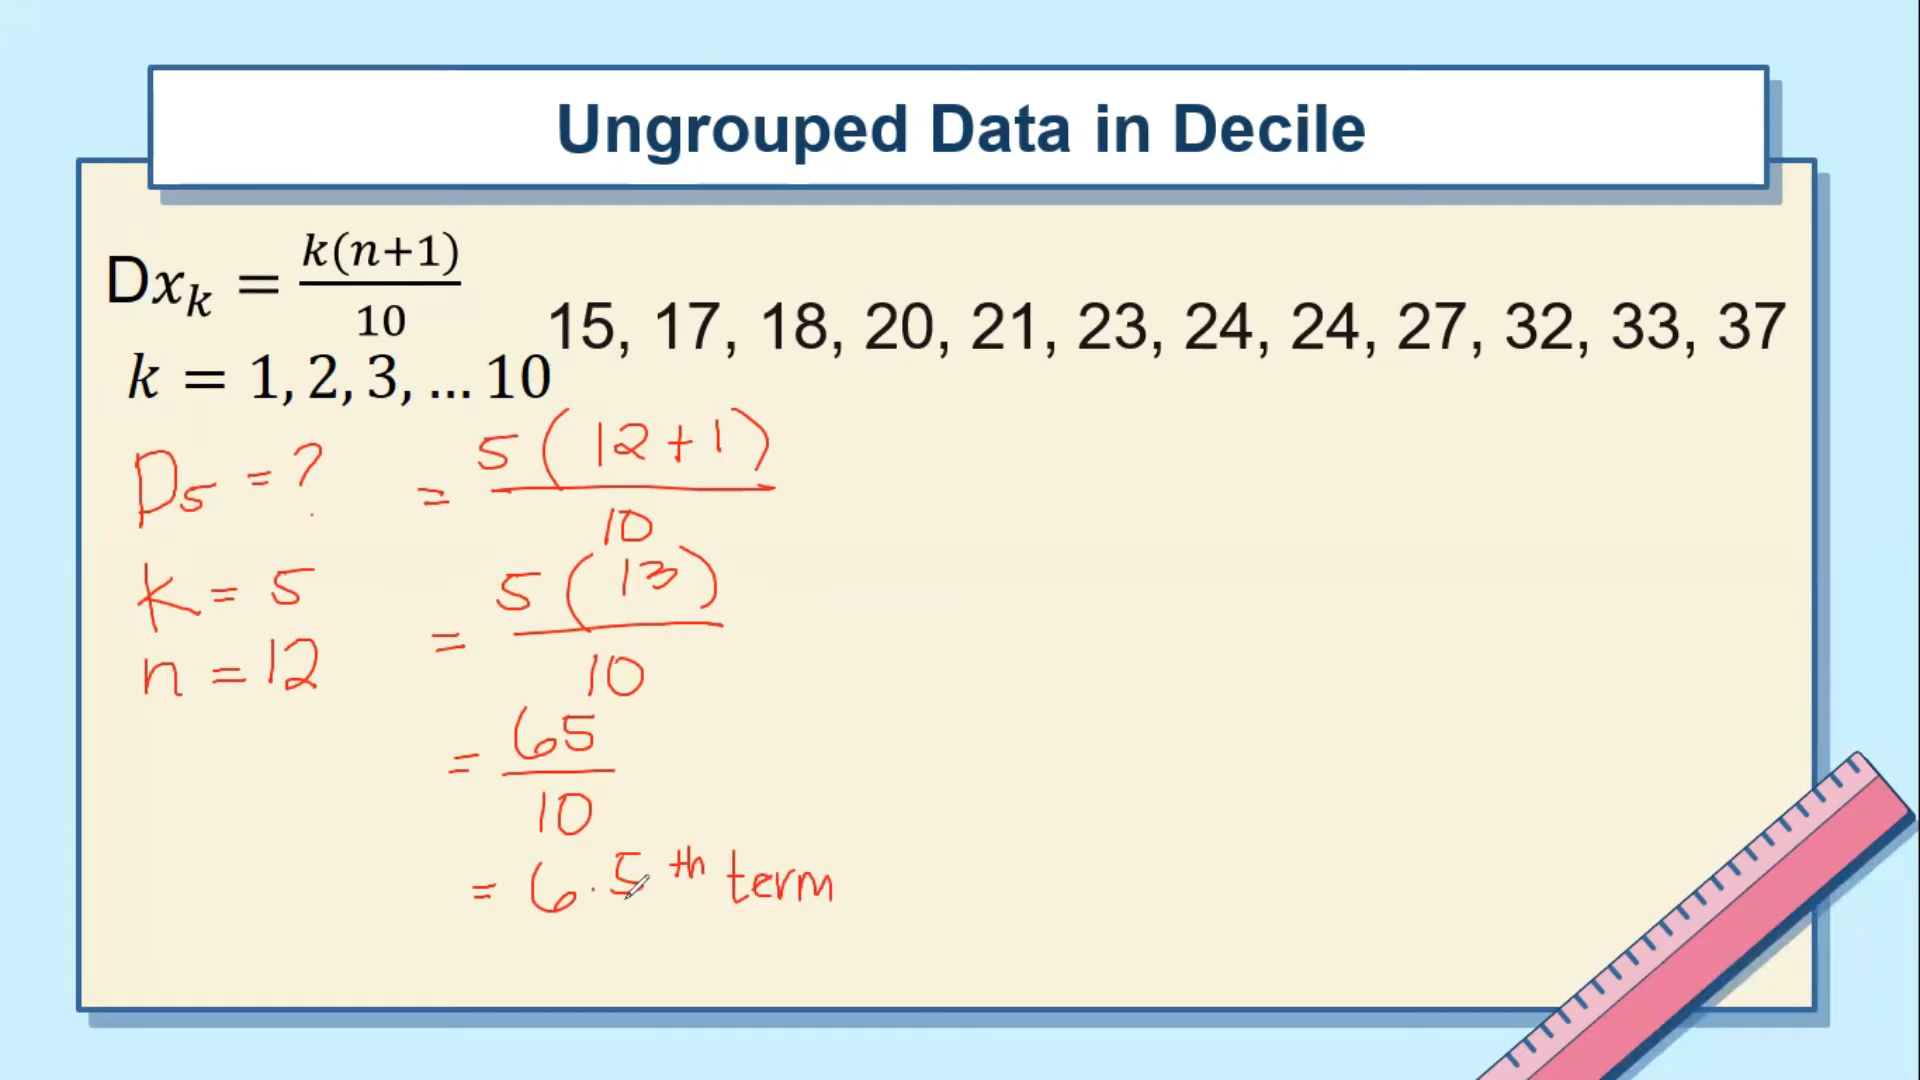 Ungrouped Data in Decile
Dxₖ = k(n+1)/10
15, 17, 18, 20, 21, 23, 24, 24, 27, 32, 33, 37
k = 1, 2, 3, … 10
D₅ = ?
k = 5
n = 12
= 5(12+1)/10
= 5(13)/10
= 65/10
= 6.5th term